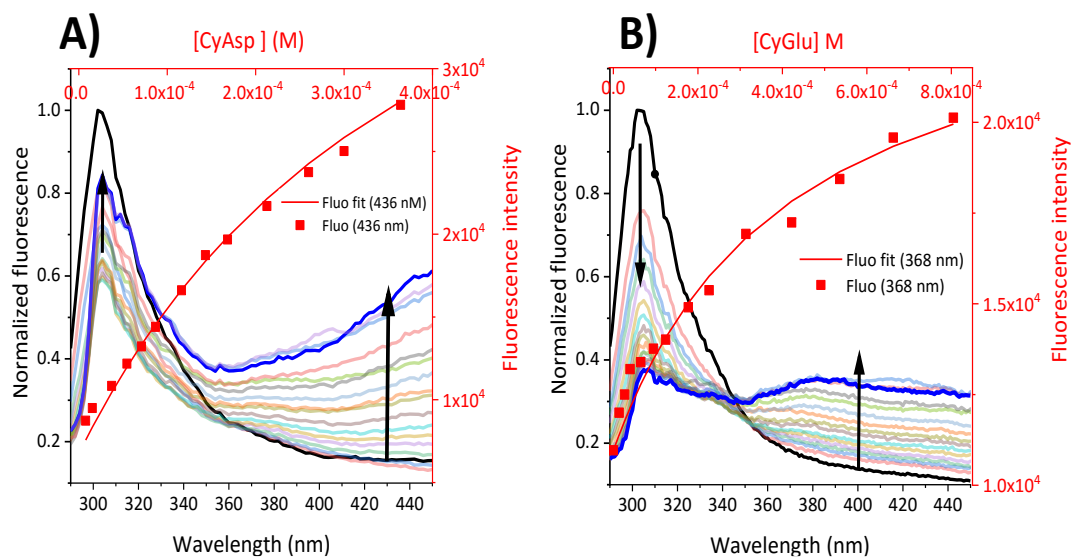 A)
[CyAsp ] (M)
0.0 1.0x10⁻⁴ 2.0x10⁻⁴ 3.0x10⁻⁴ 4.0x10⁻⁴
3x10⁴
2x10⁴
1x10⁴
Fluorescence intensity
1.0
0.8
0.6
0.4
0.2
Normalized fluorescence
Fluo fit (436 nM)
Fluo (436 nm)
300 320 340 360 380 400 420 440
Wavelength (nm)
B)
[CyGlu] M
0.0 2.0x10⁻⁴ 4.0x10⁻⁴ 6.0x10⁻⁴ 8.0x10⁻⁴
2.0x10⁴
1.5x10⁴
1.0x10⁴
Fluorescence intensity
1.0
0.8
0.6
0.4
0.2
Normalized fluorescence
Fluo fit (368 nm)
Fluo (368 nm)
300 320 340 360 380 400 420 440
Wavelength (nm)